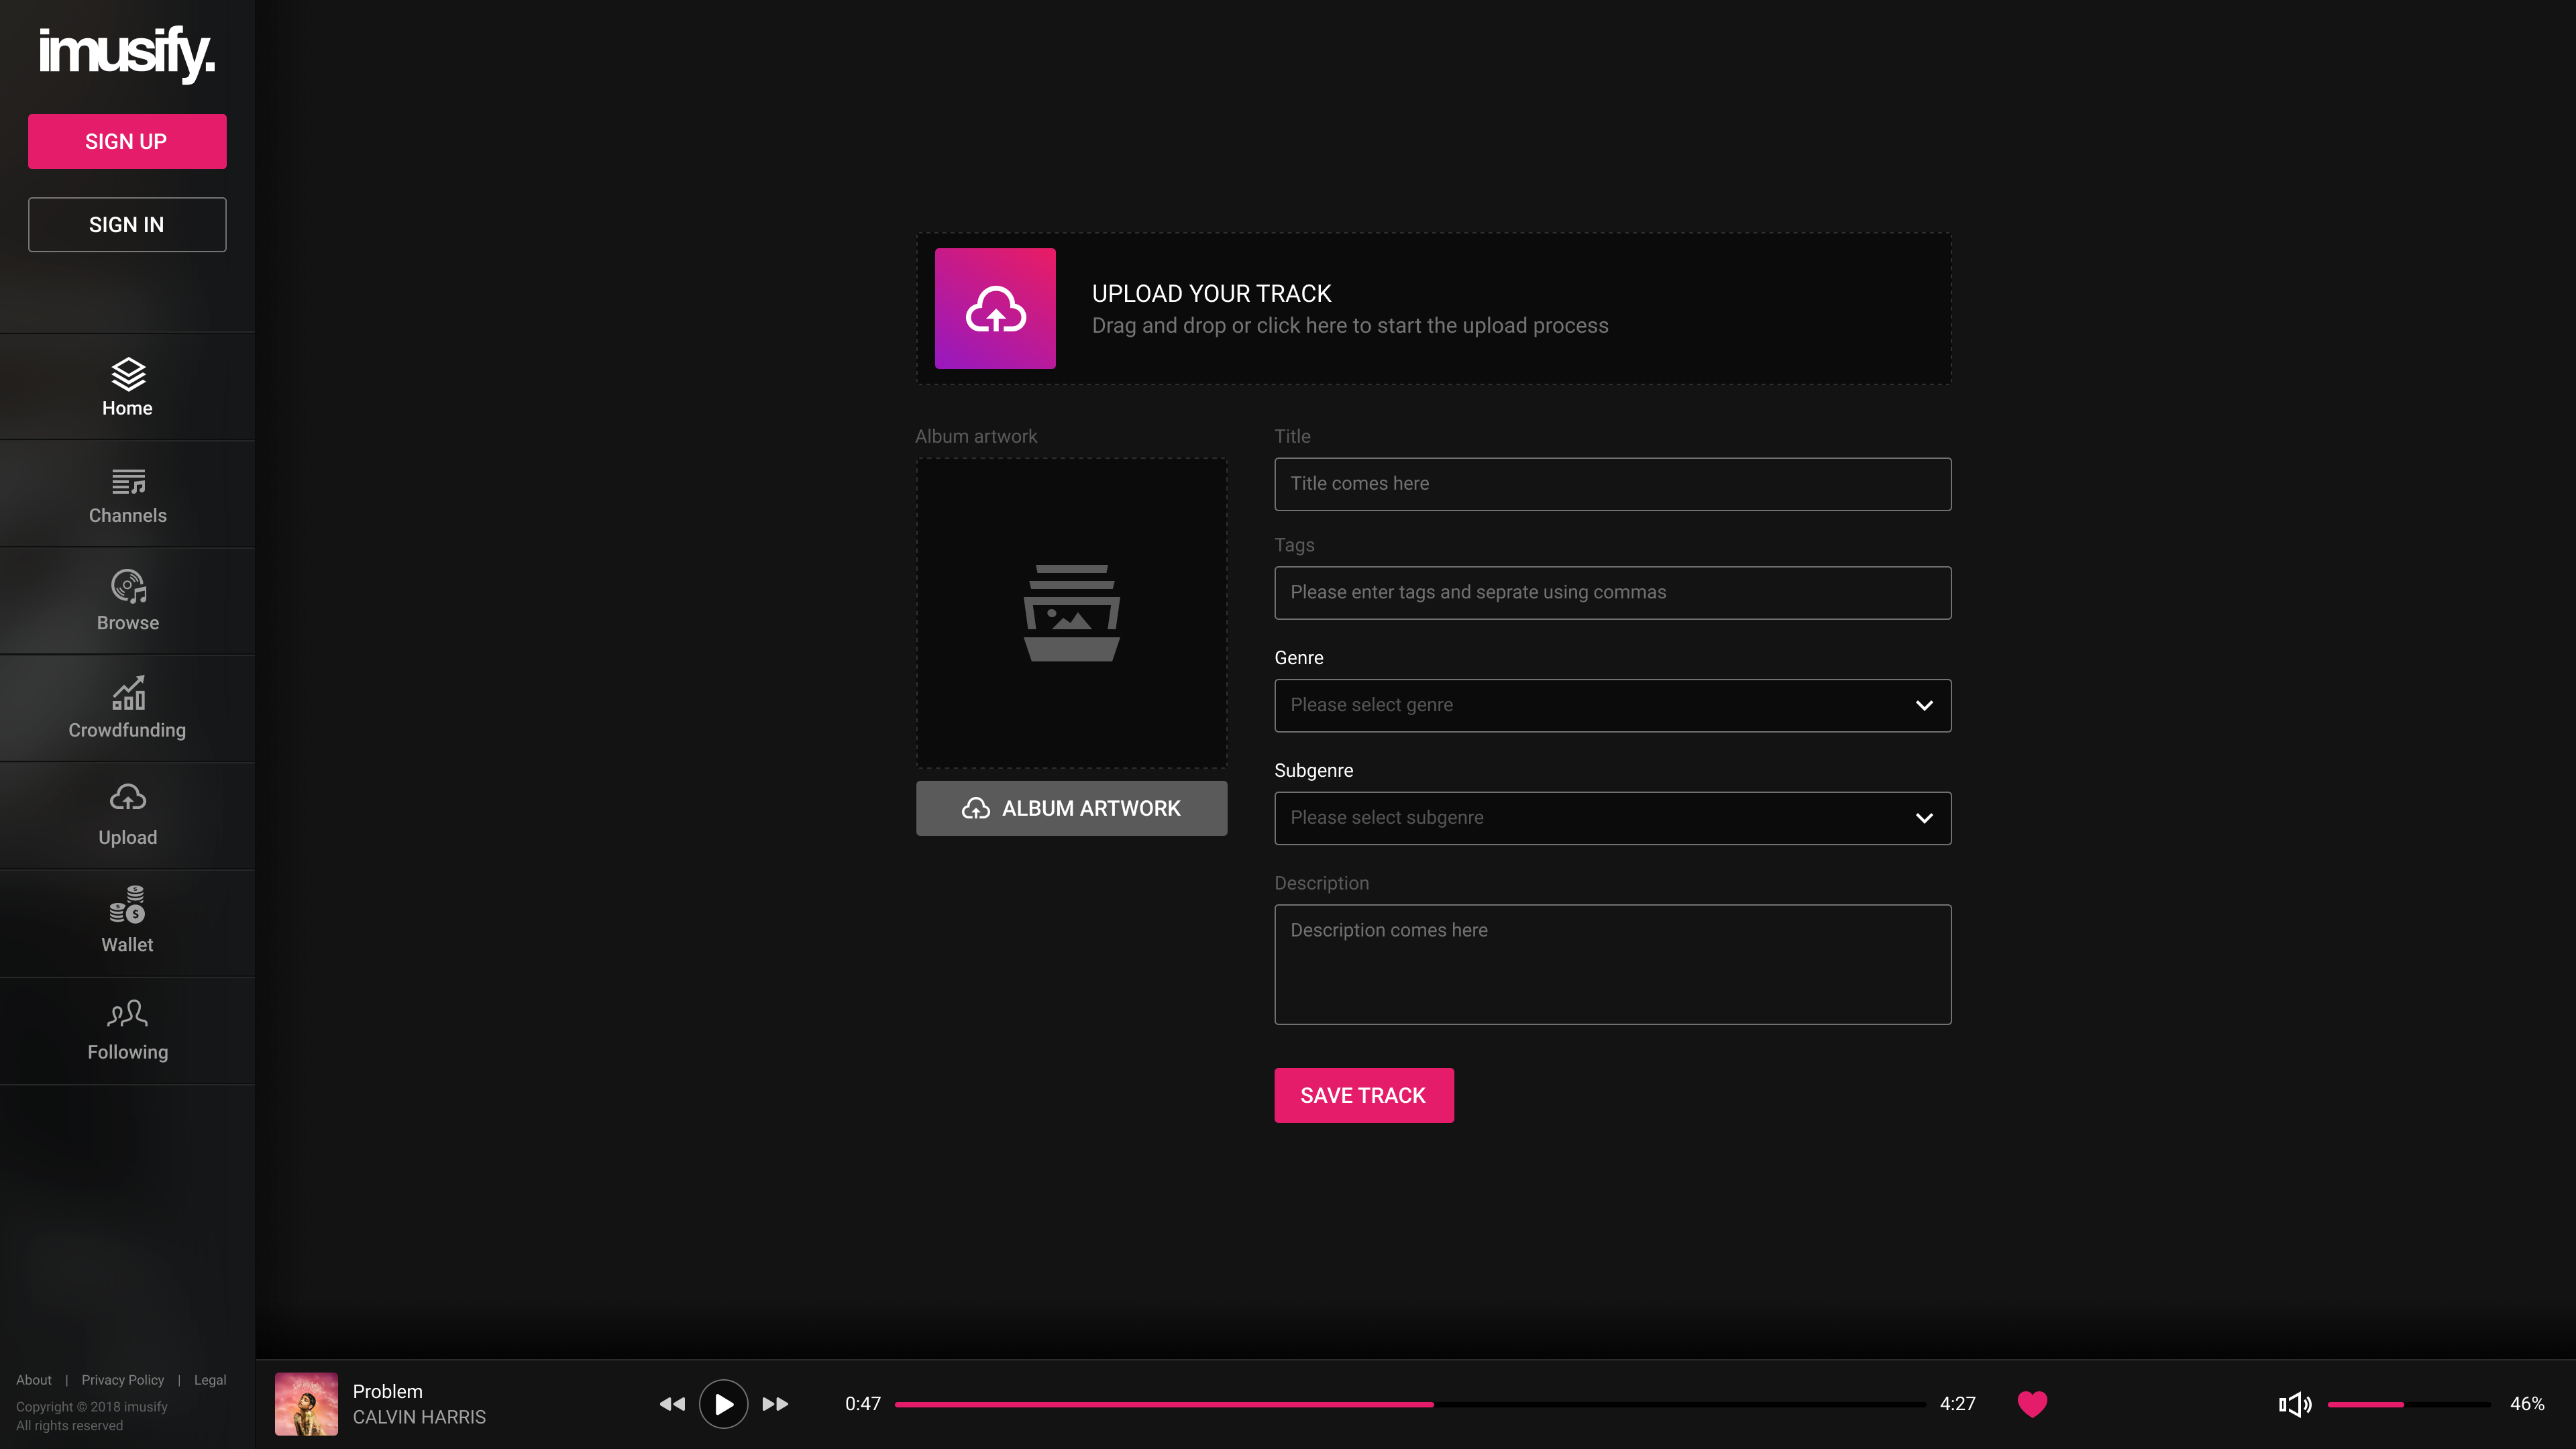 imusify.
SIGN UP
SIGN IN
Home
Channels
Browse
Crowdfunding
Upload
Wallet
Following
About | Privacy Policy | Legal
Copyright © 2018 imusify
All rights reserved
UPLOAD YOUR TRACK
Drag and drop or click here to start the upload process
Album artwork
ALBUM ARTWORK
Title
Title comes here
Tags
Please enter tags and seprate using commas
Genre
Please select genre
Subgenre
Please select subgenre
Description
Description comes here
SAVE TRACK
Problem
CALVIN HARRIS
0:47
4:27
46%